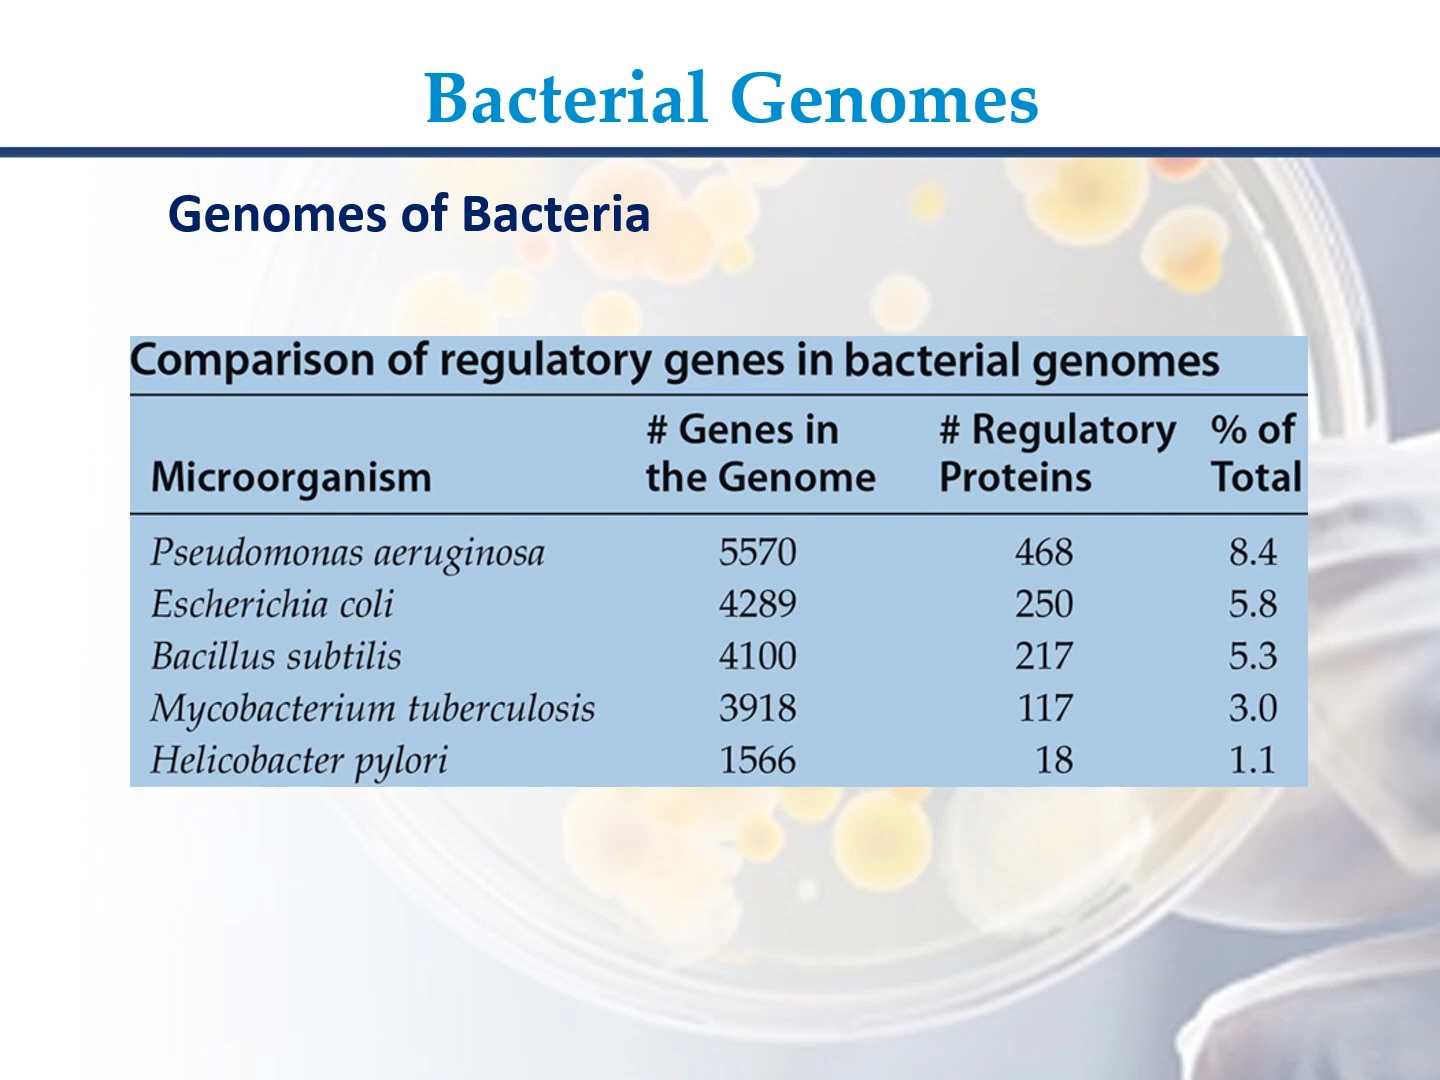 Bacterial Genomes
Genomes of Bacteria
Comparison of regulatory genes in bacterial genomes
Microorganism # Genes in the Genome # Regulatory Proteins % of Total
Pseudomonas aeruginosa 5570 468 8.4
Escherichia coli 4289 250 5.8
Bacillus subtilis 4100 217 5.3
Mycobacterium tuberculosis 3918 117 3.0
Helicobacter pylori 1566 18 1.1